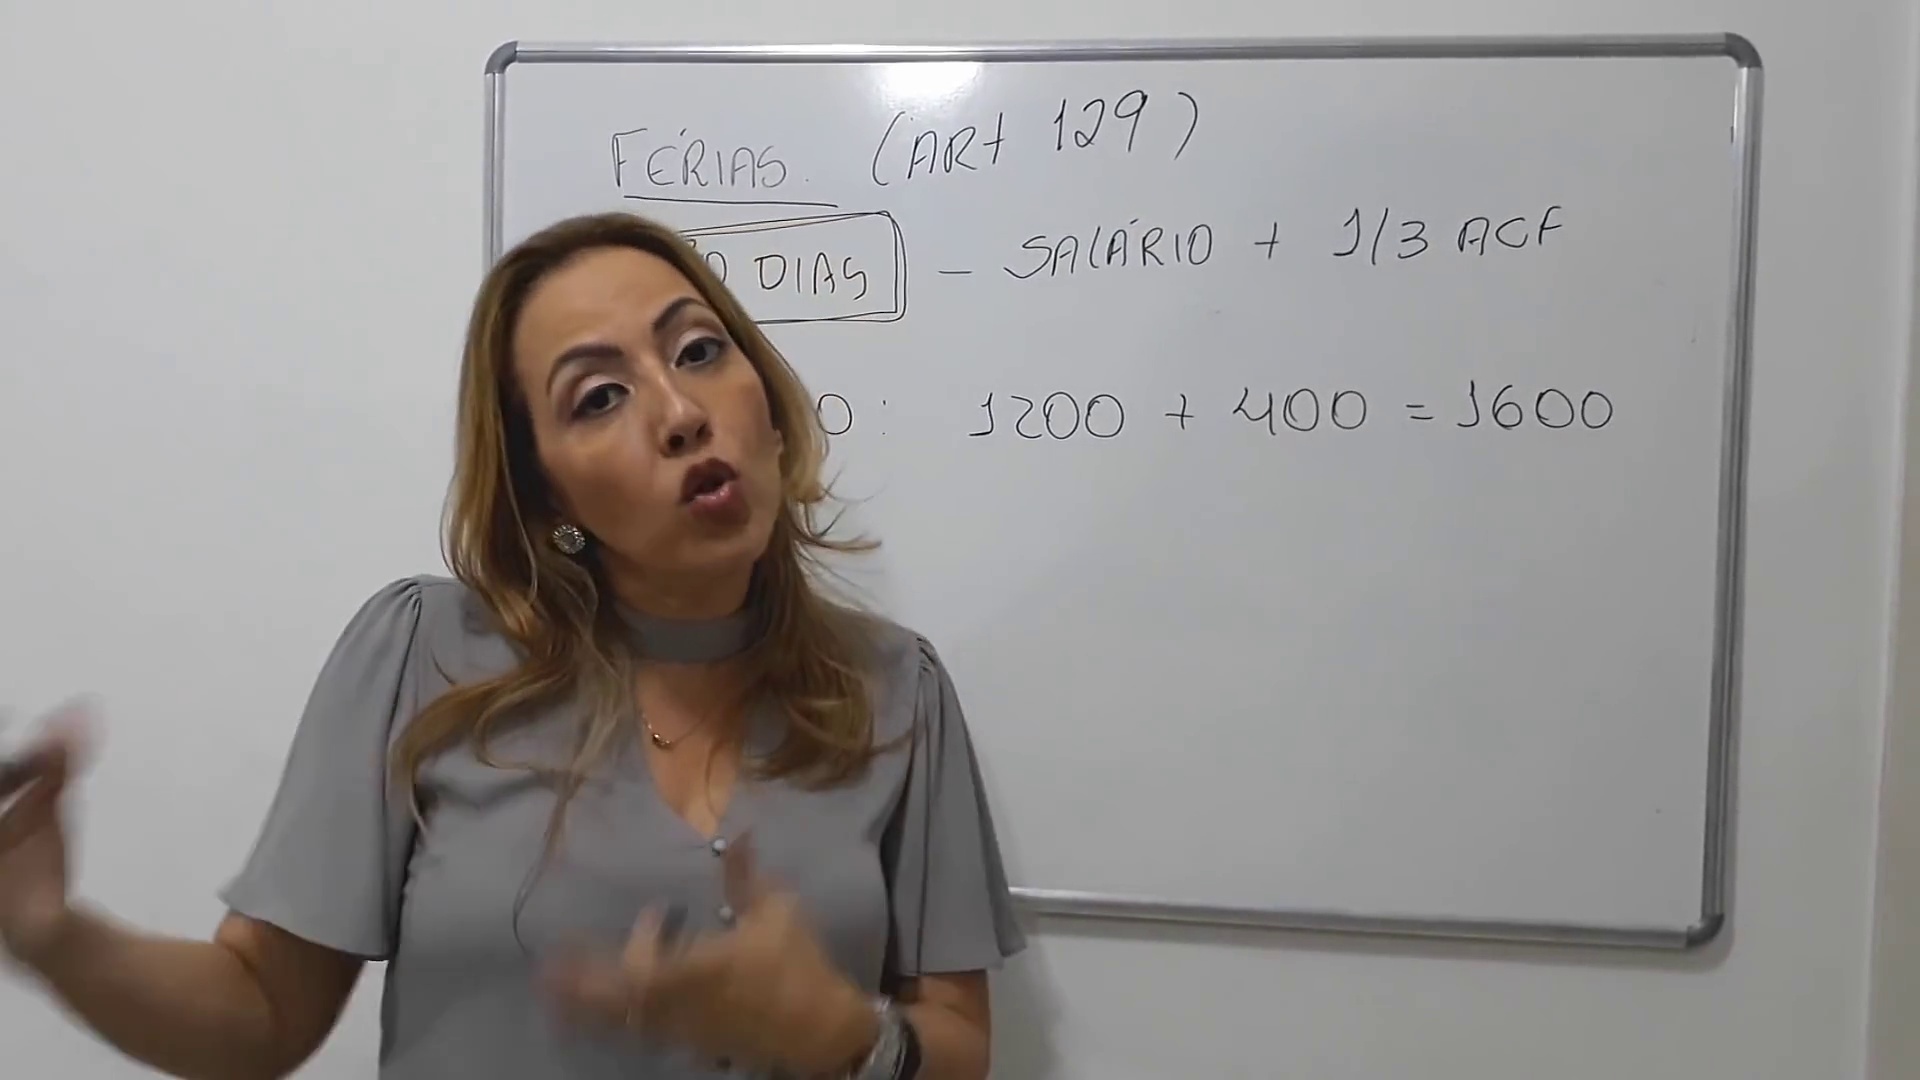 FÉRIAS. (ART 129)
DIAS - SALÁRIO + 1/3 ACF
1200 + 400 = 1600